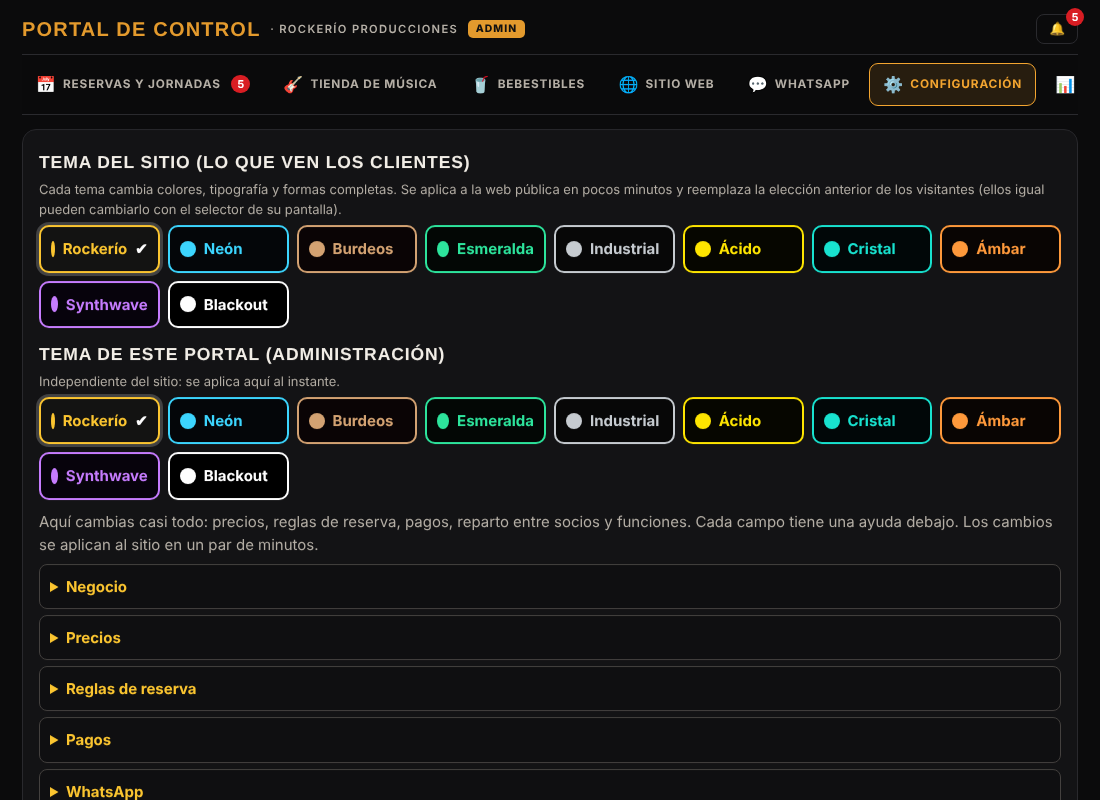 PORTAL DE CONTROL · ROCKERÍO PRODUCCIONES ADMIN 🔔 5
📅 RESERVAS Y JORNADAS 5 🎸 TIENDA DE MÚSICA 🥤 BEBESTIBLES 🌐 SITIO WEB 💬 WHATSAPP ⚙️ CONFIGURACIÓN 📊
TEMA DEL SITIO (LO QUE VEN LOS CLIENTES)
Cada tema cambia colores, tipografía y formas completas. Se aplica a la web pública en pocos minutos y reemplaza la elección anterior de los visitantes (ellos igual
pueden cambiarlo con el selector de su pantalla).
Rockerío ✔ Neón Burdeos Esmeralda Industrial Ácido Cristal Ámbar
Synthwave Blackout
TEMA DE ESTE PORTAL (ADMINISTRACIÓN)
Independiente del sitio: se aplica aquí al instante.
Rockerío ✔ Neón Burdeos Esmeralda Industrial Ácido Cristal Ámbar
Synthwave Blackout
Aquí cambias casi todo: precios, reglas de reserva, pagos, reparto entre socios y funciones. Cada campo tiene una ayuda debajo. Los cambios
se aplican al sitio en un par de minutos.
▶ Negocio
▶ Precios
▶ Reglas de reserva
▶ Pagos
▶ WhatsApp